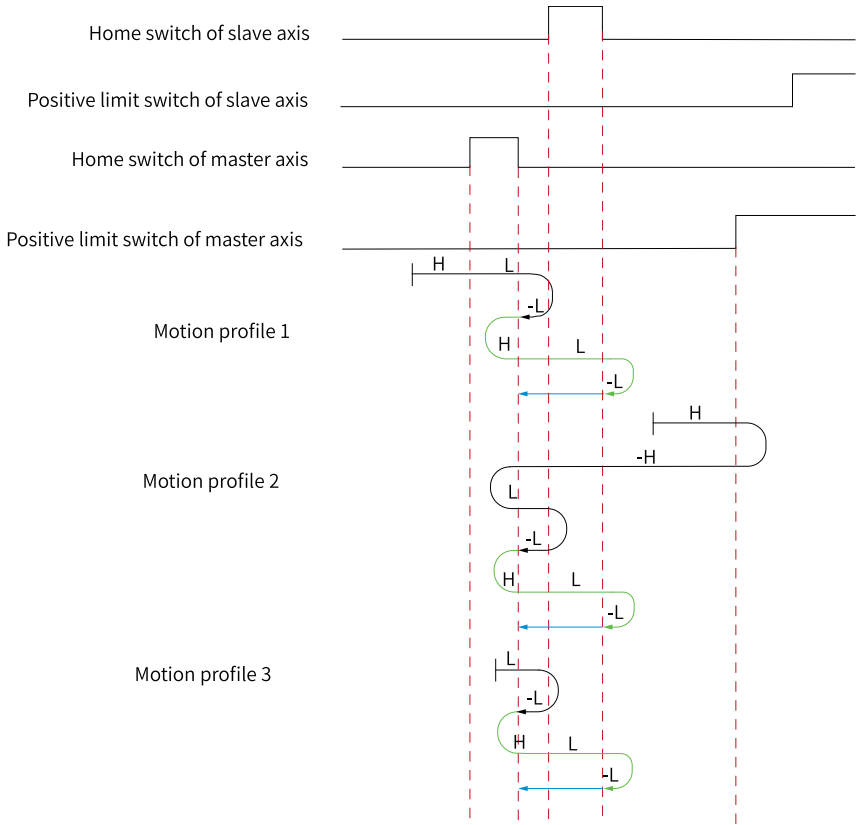 Home switch of slave axis
Positive limit switch of slave axis
Home switch of master axis
Positive limit switch of master axis
H L
-L
Motion profile 1
H L
-L
H
-H
Motion profile 2
L
-L
H L
-L
L
Motion profile 3
-L
H L
-L